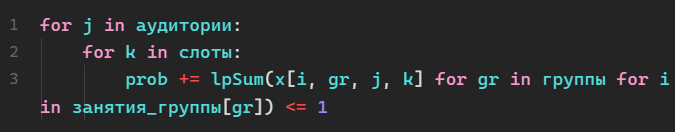 1 for j in аудитории:
2 for k in слоты:
3 prob += lpSum(x[i, gr, j, k] for gr in группы for i
in занятия_группы[gr]) <= 1